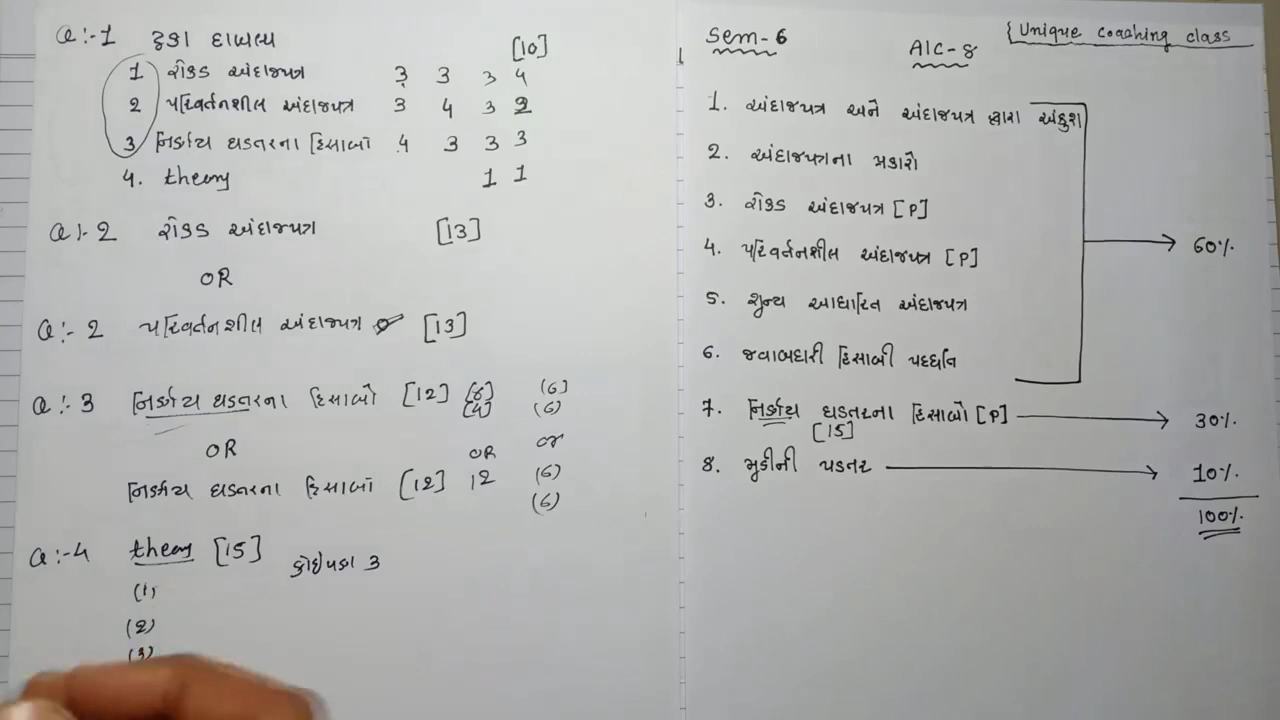 Q:-1 ટુંકા દાખલા [10]
1 રોકડ અંદાજપત્ર 3 3 3 4
2 પરિવર્તનશીલ અંદાજપત્ર 3 4 3 2
3 નિર્ણય ઘડતરના હિસાબો 4 3 3 3
4. theory 1 1
Q:-2 રોકડ અંદાજપત્ર [13]
OR
Q:-2 પરિવર્તનશીલ અંદાજપત્ર [13]
Q:-3 નિર્ણય ઘડતરના હિસાબો [12] [8] (6)
[4] (6)
OR OR or
નિર્ણય ઘડતરના હિસાબો [12] 12 (6)
(6)
Q:-4 theory [15] કોઈપણ 3
(1)
(2)
(3)
Sem-6 AIC-8 Unique coaching class
1. અંદાજપત્ર અને અંદાજપત્ર દ્વારા અંકુશ
2. અંદાજપત્રના પ્રકારો
3. રોકડ અંદાજપત્ર [P]
4. પરિવર્તનશીલ અંદાજપત્ર [P]
60%
5. શૂન્ય આધારિત અંદાજપત્ર
6. જવાબદારી હિસાબી પદ્ધતિ
7. નિર્ણય ઘડતરના હિસાબો [P] 30%
[15]
8. મુડીની પડતર 10%
100%